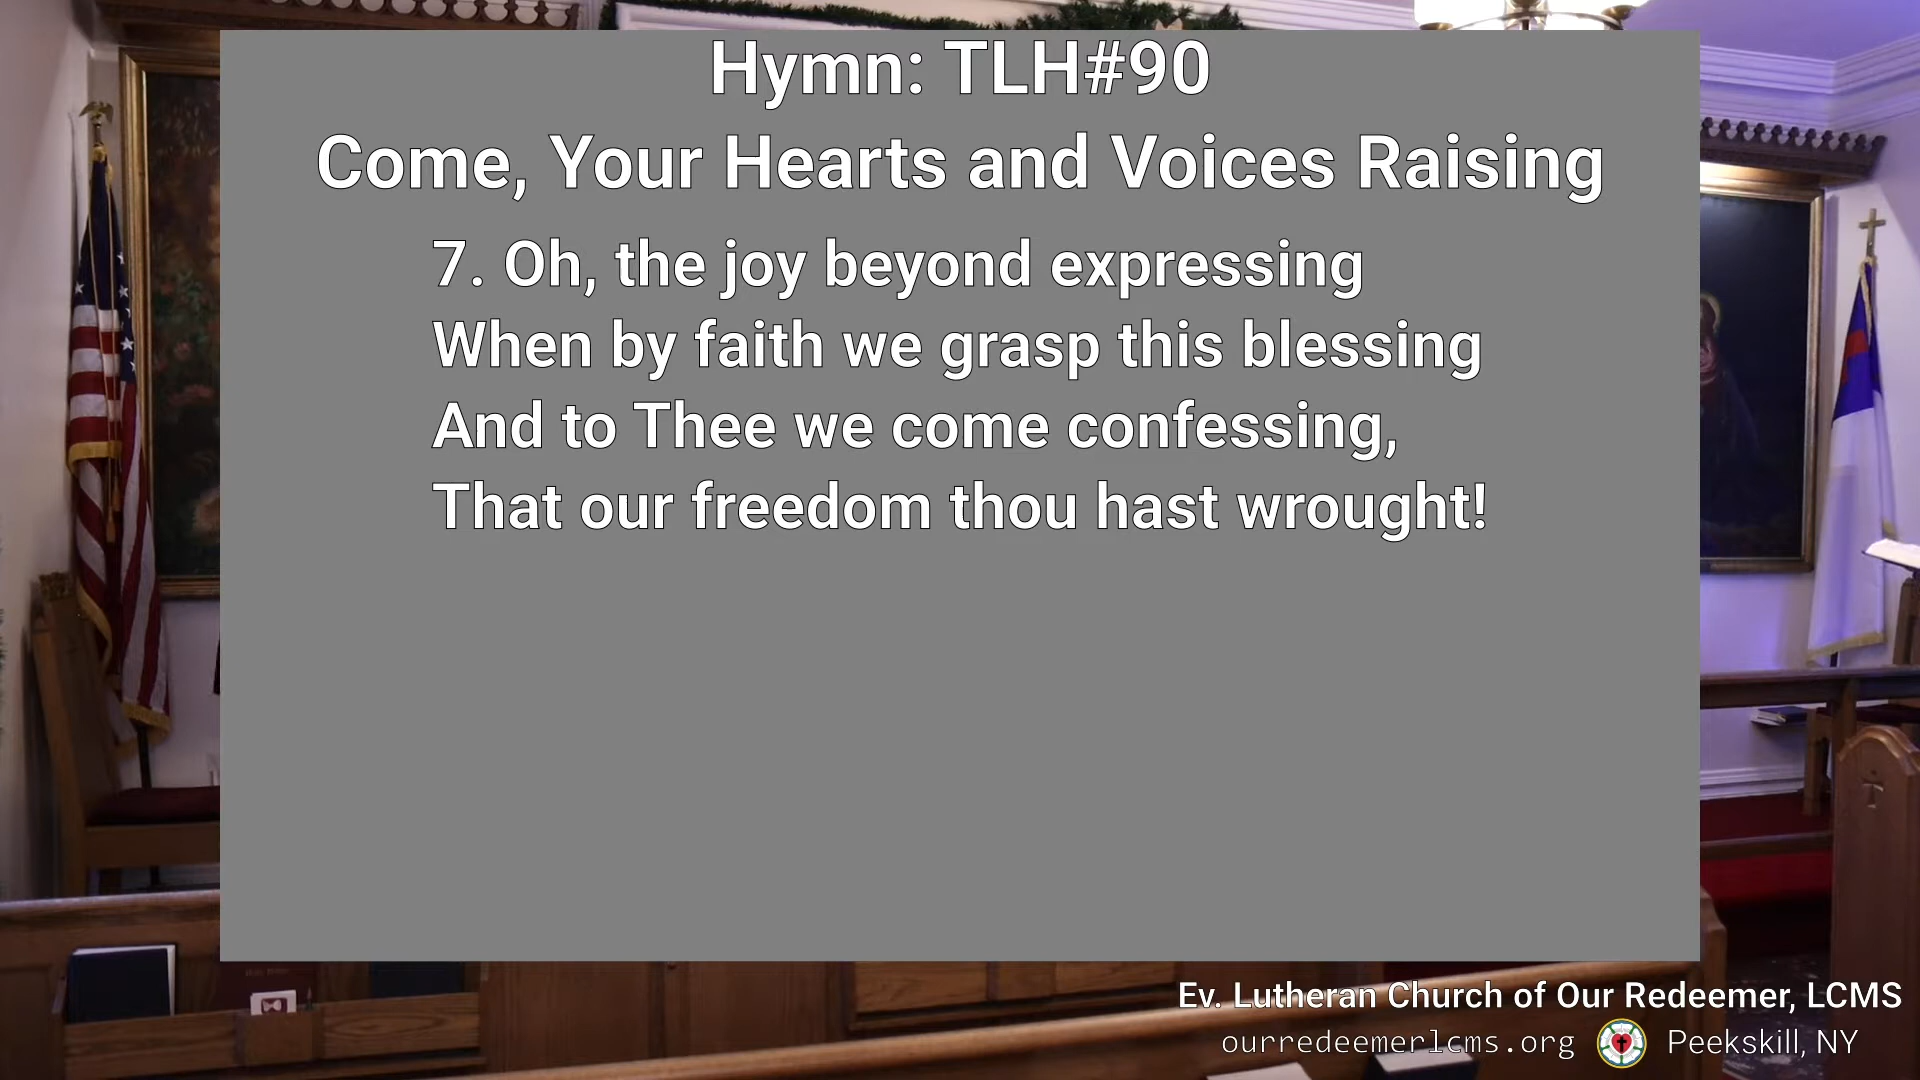 Hymn: TLH#90
Come, Your Hearts and Voices Raising
7. Oh, the joy beyond expressing
When by faith we grasp this blessing
And to Thee we come confessing,
That our freedom thou hast wrought!
Ev. Lutheran Church of Our Redeemer, LCMS
ourredeemerlcms.org Peekskill, NY